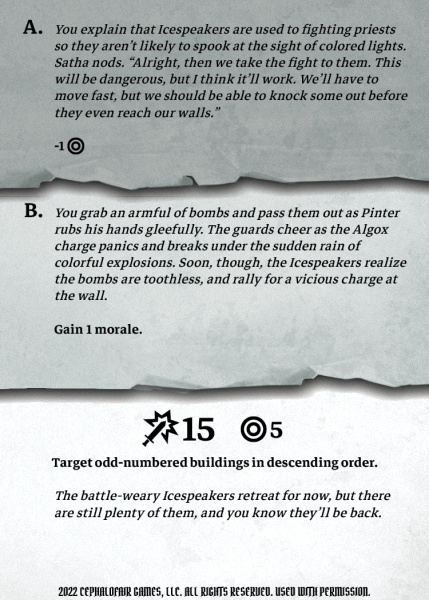 A. You explain that Icespeakers are used to fighting priests
so they aren't likely to spook at the sight of colored lights.
Satha nods. “Alright, then we take the fight to them. This
will be dangerous, but I think it'll work. We'll have to
move fast, but we should be able to knock some out before
they even reach our walls.”
-1
B. You grab an armful of bombs and pass them out as Pinter
rubs his hands gleefully. The guards cheer as the Algox
charge panics and breaks under the sudden rain of
colorful explosions. Soon, though, the Icespeakers realize
the bombs are toothless, and rally for a vicious charge at
the wall.
Gain 1 morale.
15 5
Target odd-numbered buildings in descending order.
The battle-weary Icespeakers retreat for now, but there
are still plenty of them, and you know they'll be back.
2022 CEPHALOFAIR GAMES, LLC. ALL RIGHTS RESERVED. USED WITH PERMISSION.